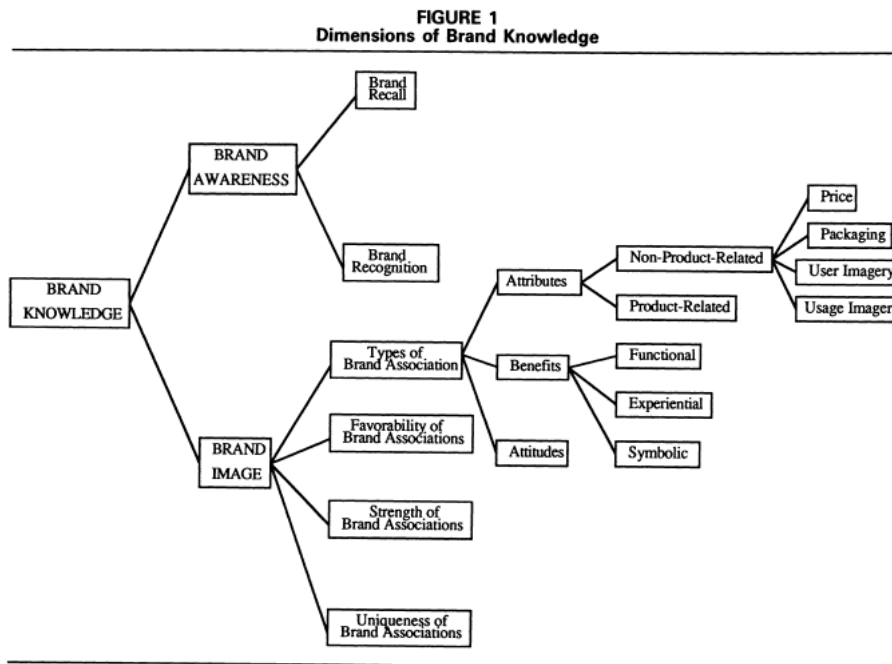 FIGURE 1
Dimensions of Brand Knowledge
Brand
Recall
BRAND
AWARENESS
Brand
Recognition
BRAND
KNOWLEDGE
BRAND
IMAGE
Types of
Brand Association
Favorability of
Brand Associations
Strength of
Brand Associations
Uniqueness of
Brand Associations
Attributes
Benefits
Attitudes
Non-Product-Related
Product-Related
Functional
Experiential
Symbolic
Price
Packaging
User Imagery
Usage Imagery